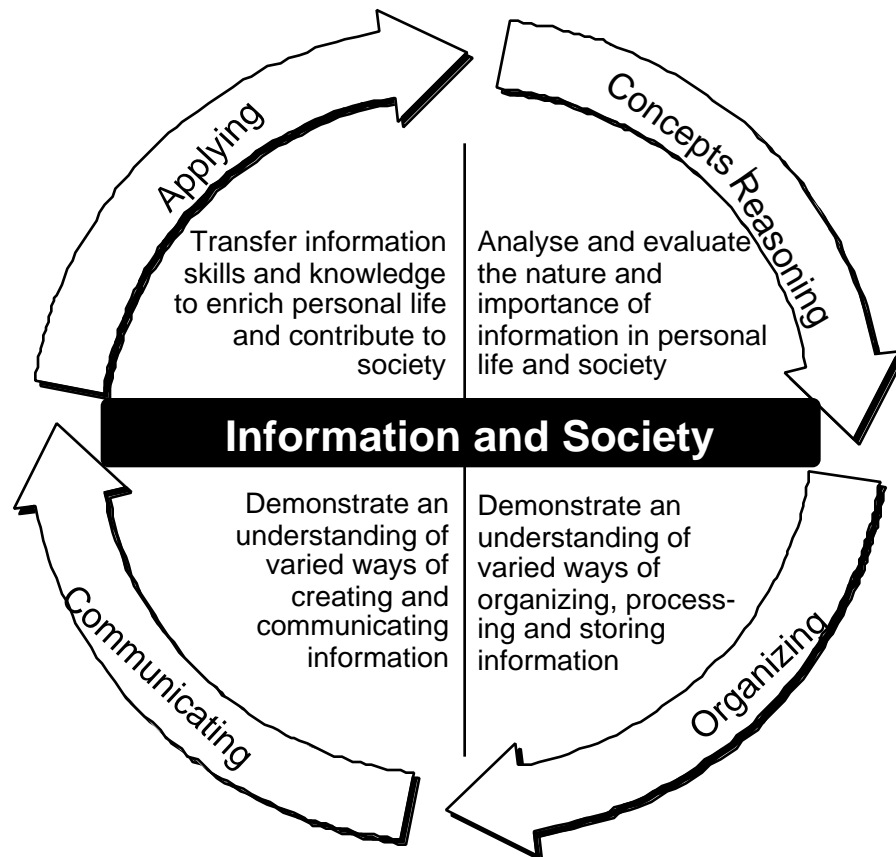 Applying
Concepts/Reasoning
Transfer information
skills and knowledge
to enrich personal life
and contribute to
society
Analyse and evaluate
the nature and
importance of
information in personal
life and society
Information and Society
Demonstrate an
understanding of
varied ways of
creating and
communicating
information
Demonstrate an
understanding of
varied ways of
organizing, process-
ing and storing
information
Communicating
Organizing